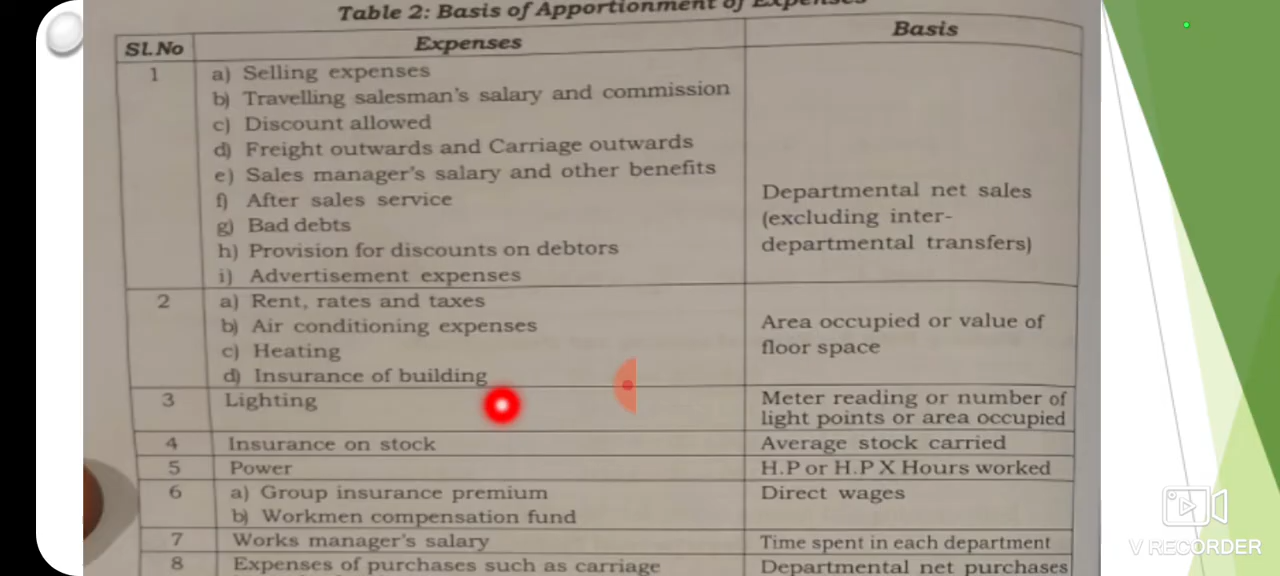 Table 2: Basis of Apportionment of Expenses
Sl.No Expenses Basis
1 a) Selling expenses
b) Travelling salesman's salary and commission
c) Discount allowed
d) Freight outwards and Carriage outwards
e) Sales manager's salary and other benefits
f) After sales service
g) Bad debts
h) Provision for discounts on debtors
i) Advertisement expenses
Departmental net sales
(excluding inter-
departmental transfers)
2 a) Rent, rates and taxes
b) Air conditioning expenses
c) Heating
d) Insurance of building
Area occupied or value of
floor space
3 Lighting Meter reading or number of
light points or area occupied
4 Insurance on stock Average stock carried
5 Power H.P or H.P X Hours worked
6 a) Group insurance premium Direct wages
b) Workmen compensation fund
7 Works manager's salary Time spent in each department
8 Expenses of purchases such as carriage Departmental net purchases
V RECORDER